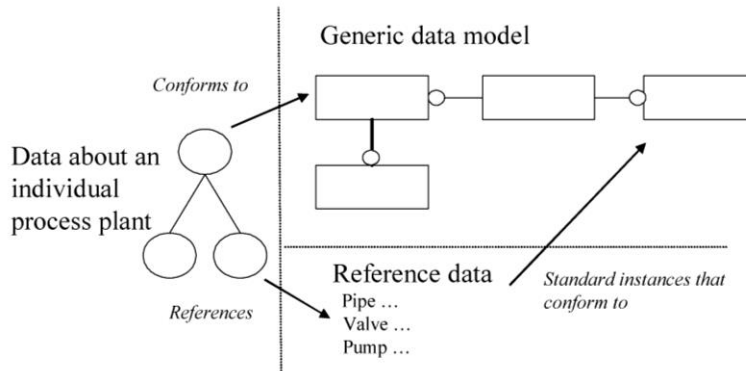 Generic data model
Conforms to
Data about an
individual
process plant
Reference data
Pipe …
Valve …
Pump …
Standard instances that
conform to
References